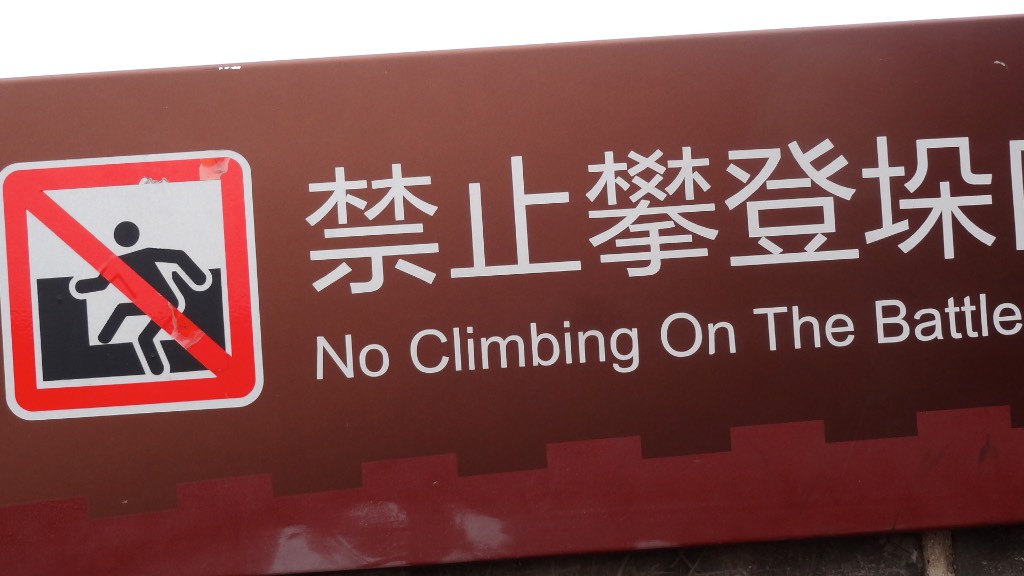 禁止攀登垛
No Climbing On The Battle